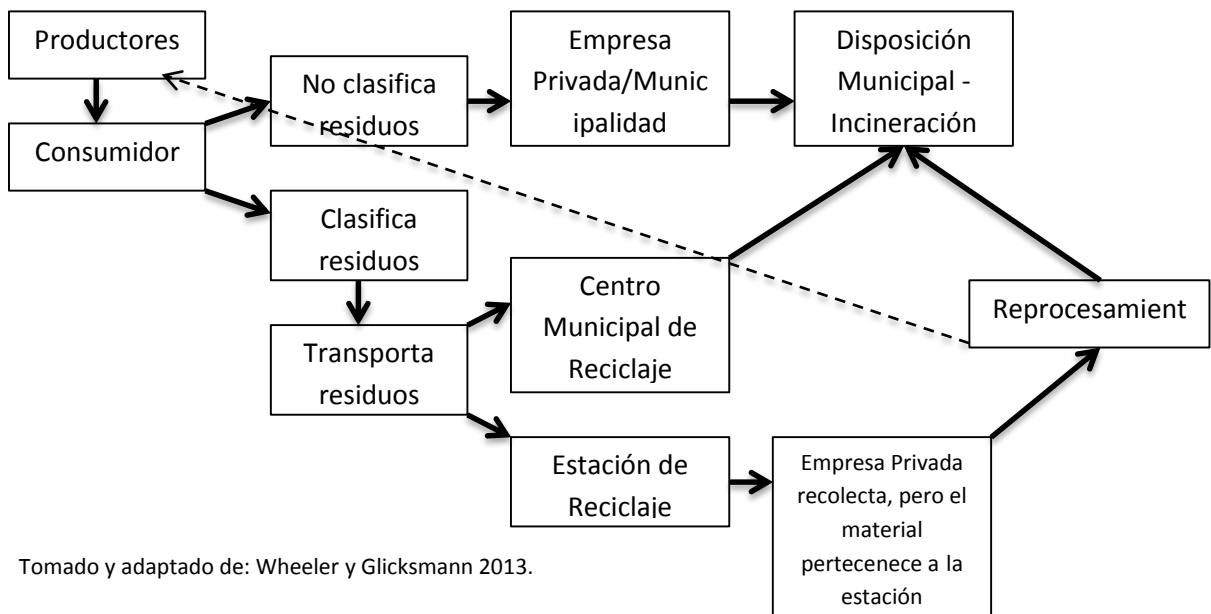 Productores
Consumidor
No clasifica
residuos
Empresa
Privada/Munic
ipalidad
Disposición
Municipal -
Incineración
Clasifica
residuos
Transporta
residuos
Centro
Municipal de
Reciclaje
Reprocesamient
Estación de
Reciclaje
Empresa Privada
recolecta, pero el
material
pertecenece a la
estación
Tomado y adaptado de: Wheeler y Glicksmann 2013.